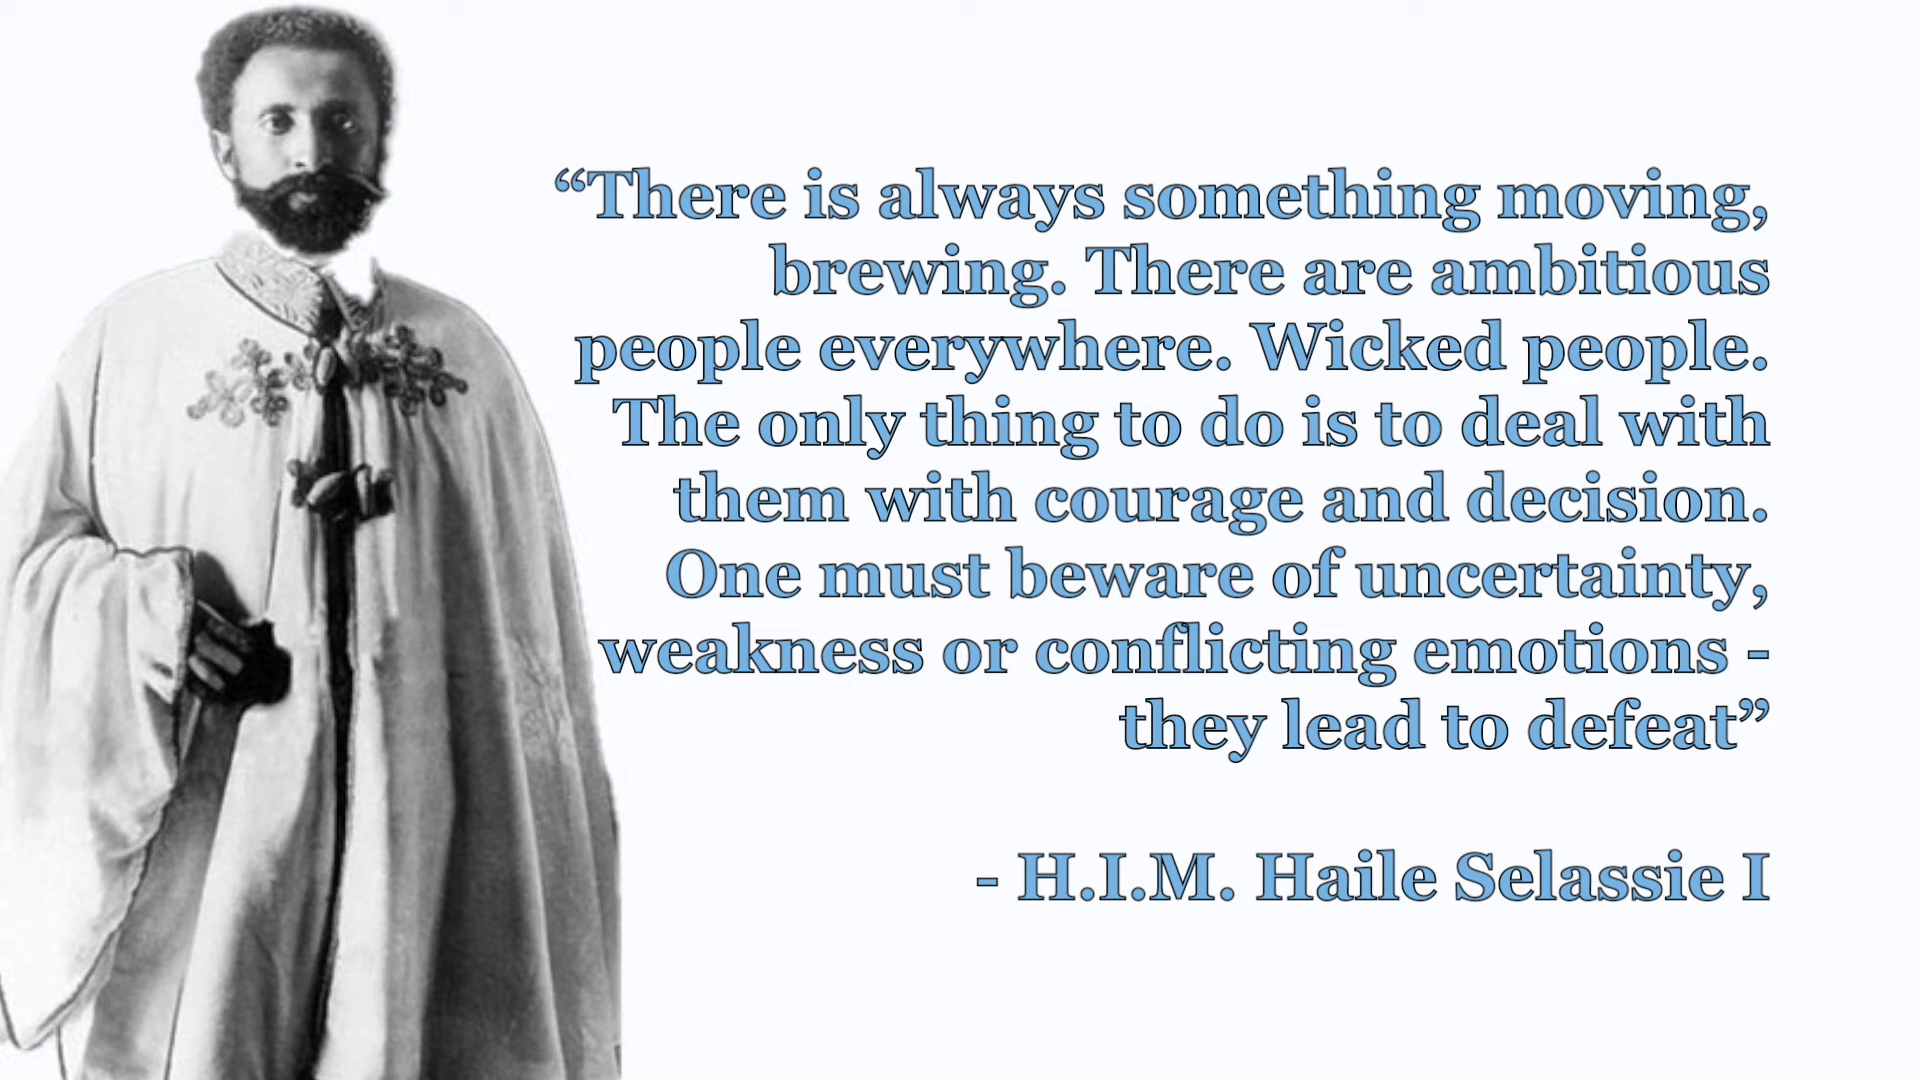 “There is always something moving,
brewing. There are ambitious
people everywhere. Wicked people.
The only thing to do is to deal with
them with courage and decision.
One must beware of uncertainty,
weakness or conflicting emotions -
they lead to defeat”
- H.I.M. Haile Selassie I